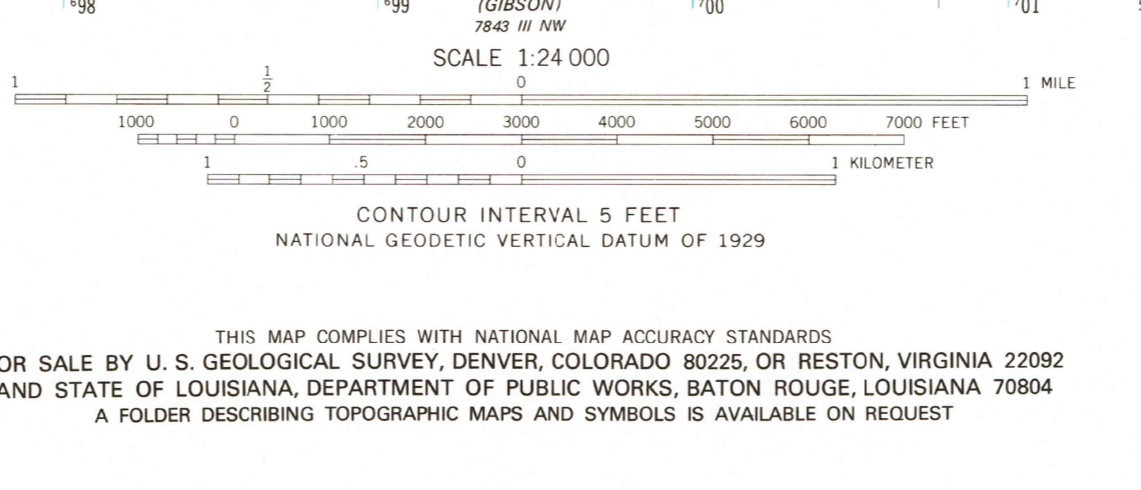 ⁶98 ⁶99 (GIBSON) ⁷00 ⁷01
7843 III NW
SCALE 1:24 000
1 1/2 0 1 MILE
1000 0 1000 2000 3000 4000 5000 6000 7000 FEET
1 .5 0 1 KILOMETER
CONTOUR INTERVAL 5 FEET
NATIONAL GEODETIC VERTICAL DATUM OF 1929
THIS MAP COMPLIES WITH NATIONAL MAP ACCURACY STANDARDS
OR SALE BY U. S. GEOLOGICAL SURVEY, DENVER, COLORADO 80225, OR RESTON, VIRGINIA 22092
AND STATE OF LOUISIANA, DEPARTMENT OF PUBLIC WORKS, BATON ROUGE, LOUISIANA 70804
A FOLDER DESCRIBING TOPOGRAPHIC MAPS AND SYMBOLS IS AVAILABLE ON REQUEST